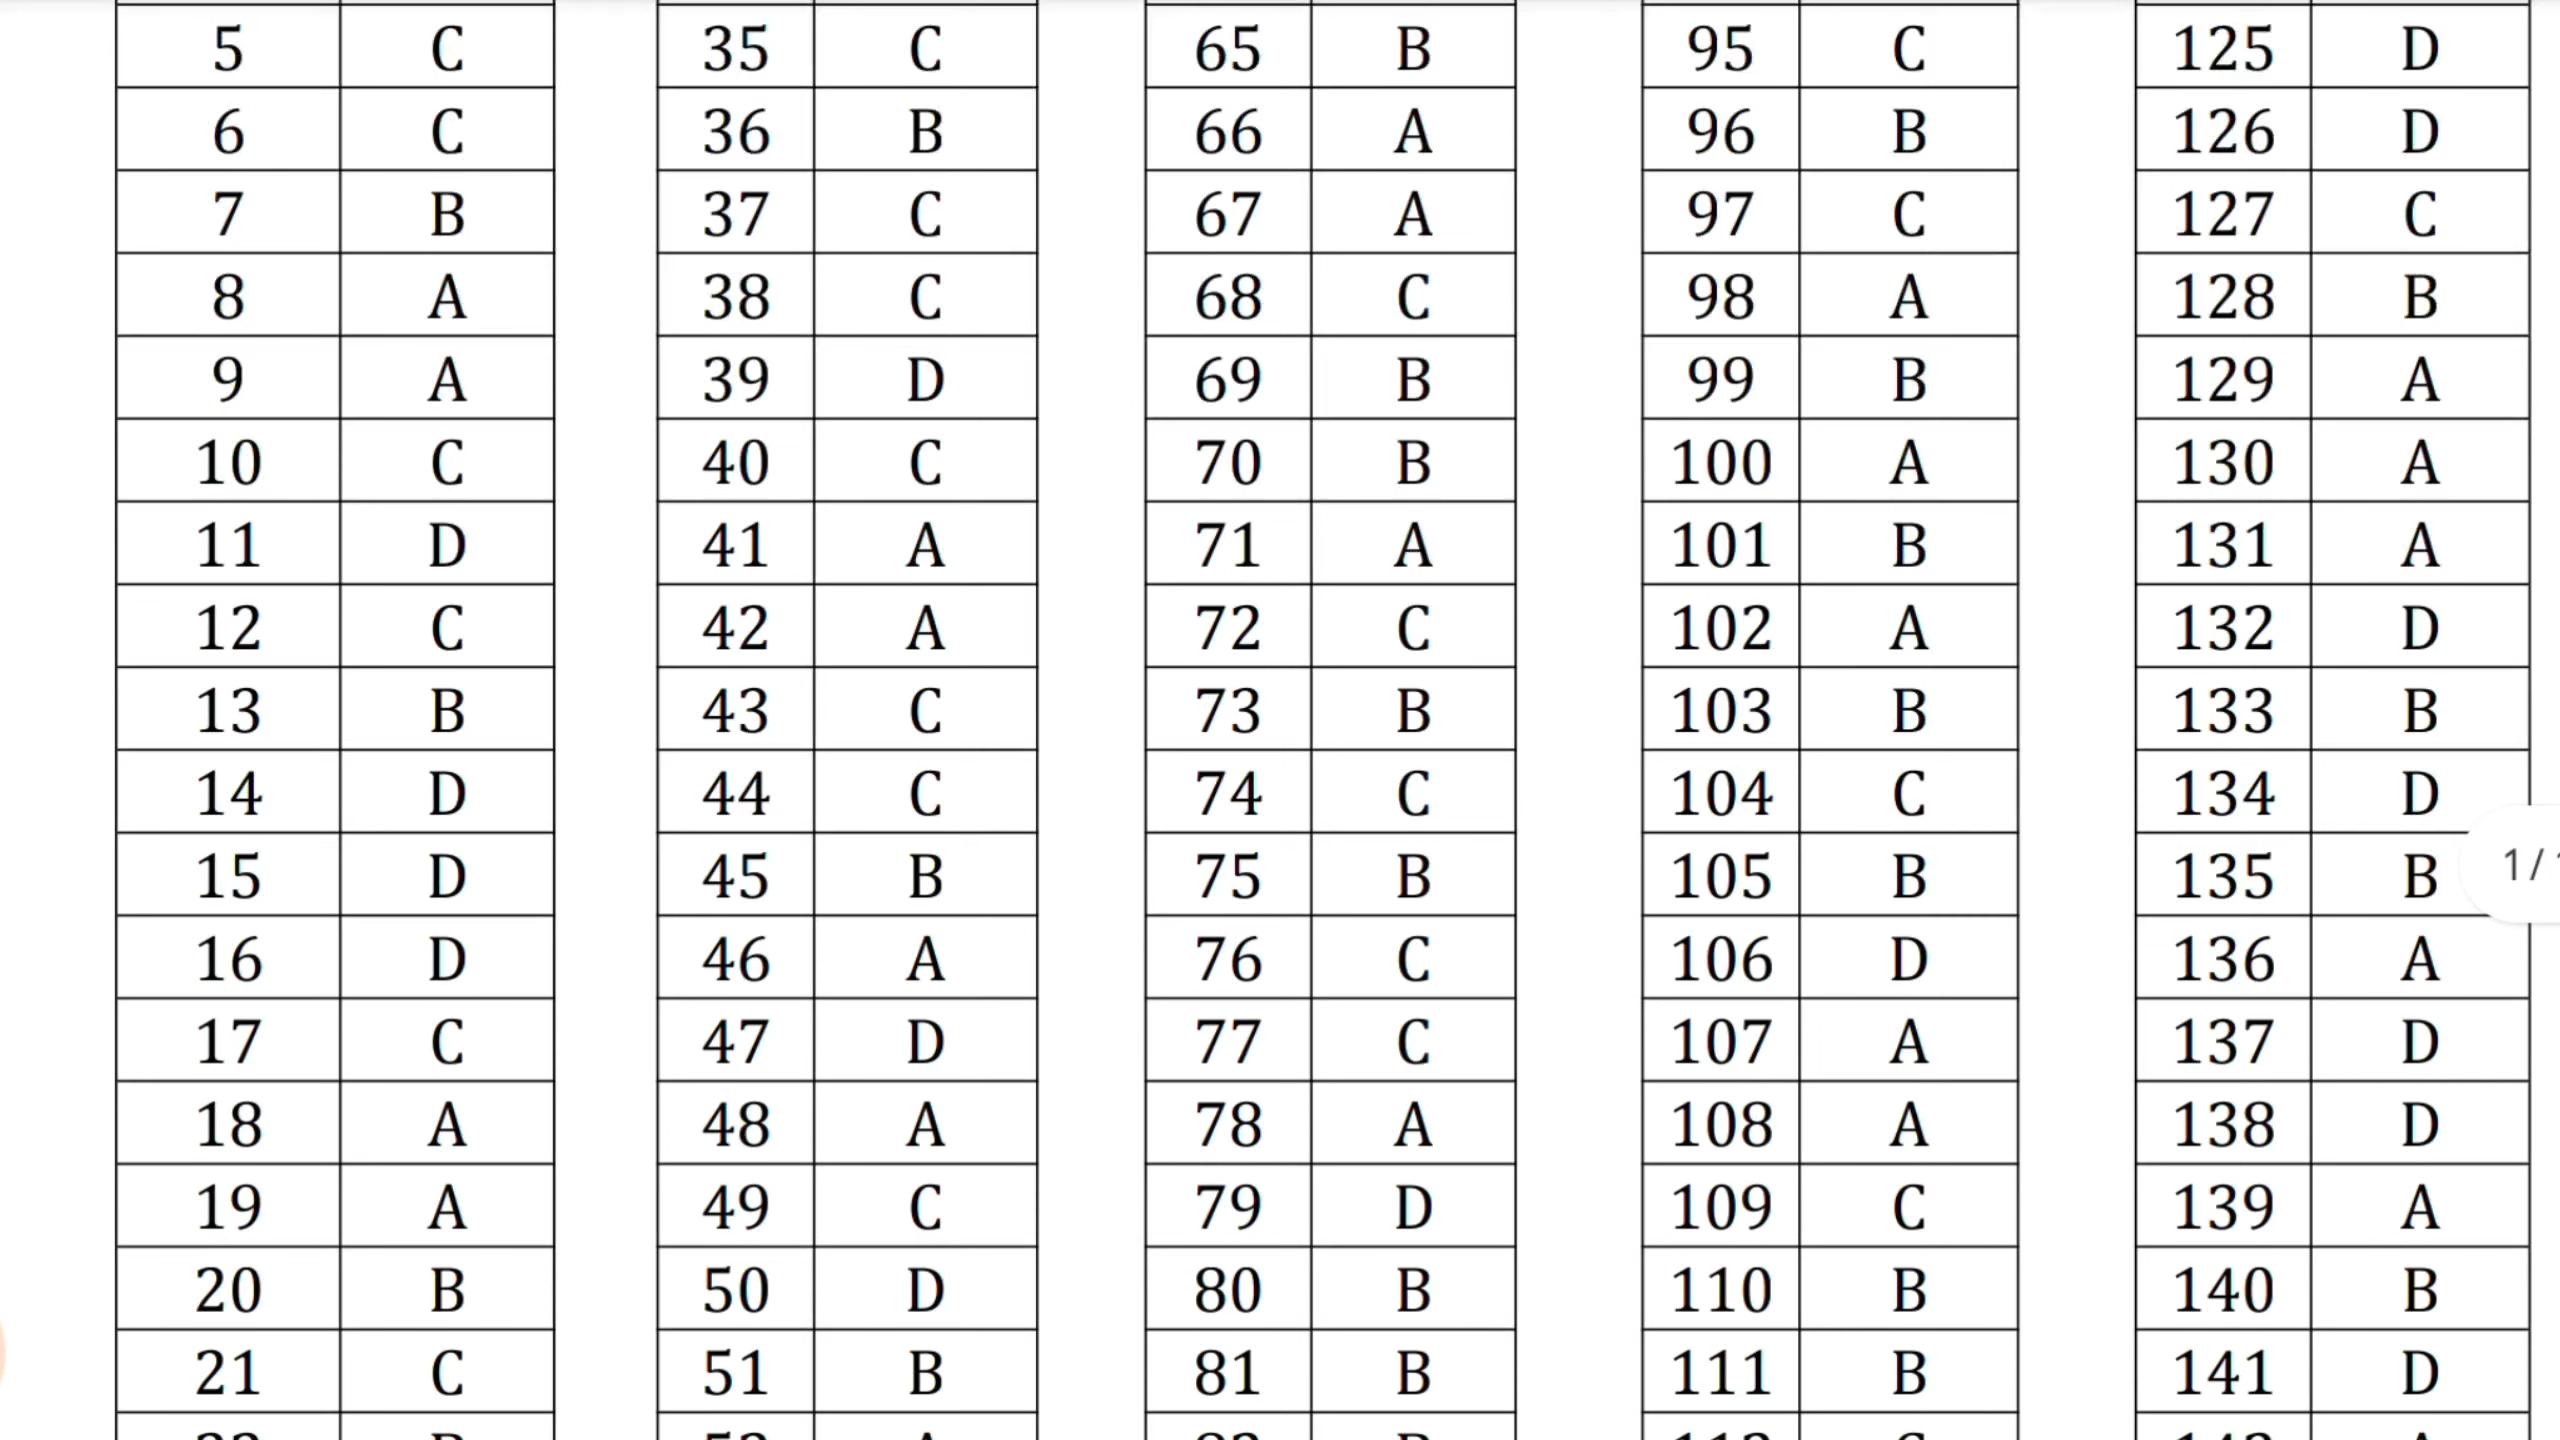 5 C 35 C 65 B 95 C 125 D
6 C 36 B 66 A 96 B 126 D
7 B 37 C 67 A 97 C 127 C
8 A 38 C 68 C 98 A 128 B
9 A 39 D 69 B 99 B 129 A
10 C 40 C 70 B 100 A 130 A
11 D 41 A 71 A 101 B 131 A
12 C 42 A 72 C 102 A 132 D
13 B 43 C 73 B 103 B 133 B
14 D 44 C 74 C 104 C 134 D
15 D 45 B 75 B 105 B 135 B 1/
16 D 46 A 76 C 106 D 136 A
17 C 47 D 77 C 107 A 137 D
18 A 48 A 78 A 108 A 138 D
19 A 49 C 79 D 109 C 139 A
20 B 50 D 80 B 110 B 140 B
21 C 51 B 81 B 111 B 141 D